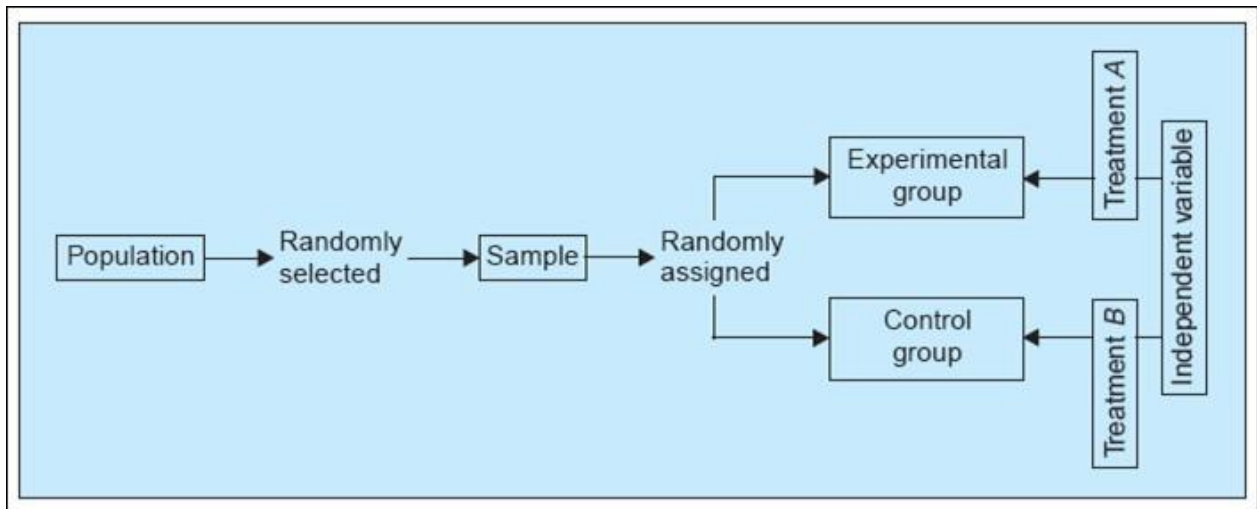 Population
Randomly
selected
Sample
Randomly
assigned
Experimental
group
Control
group
Treatment A
Treatment B
Independent variable